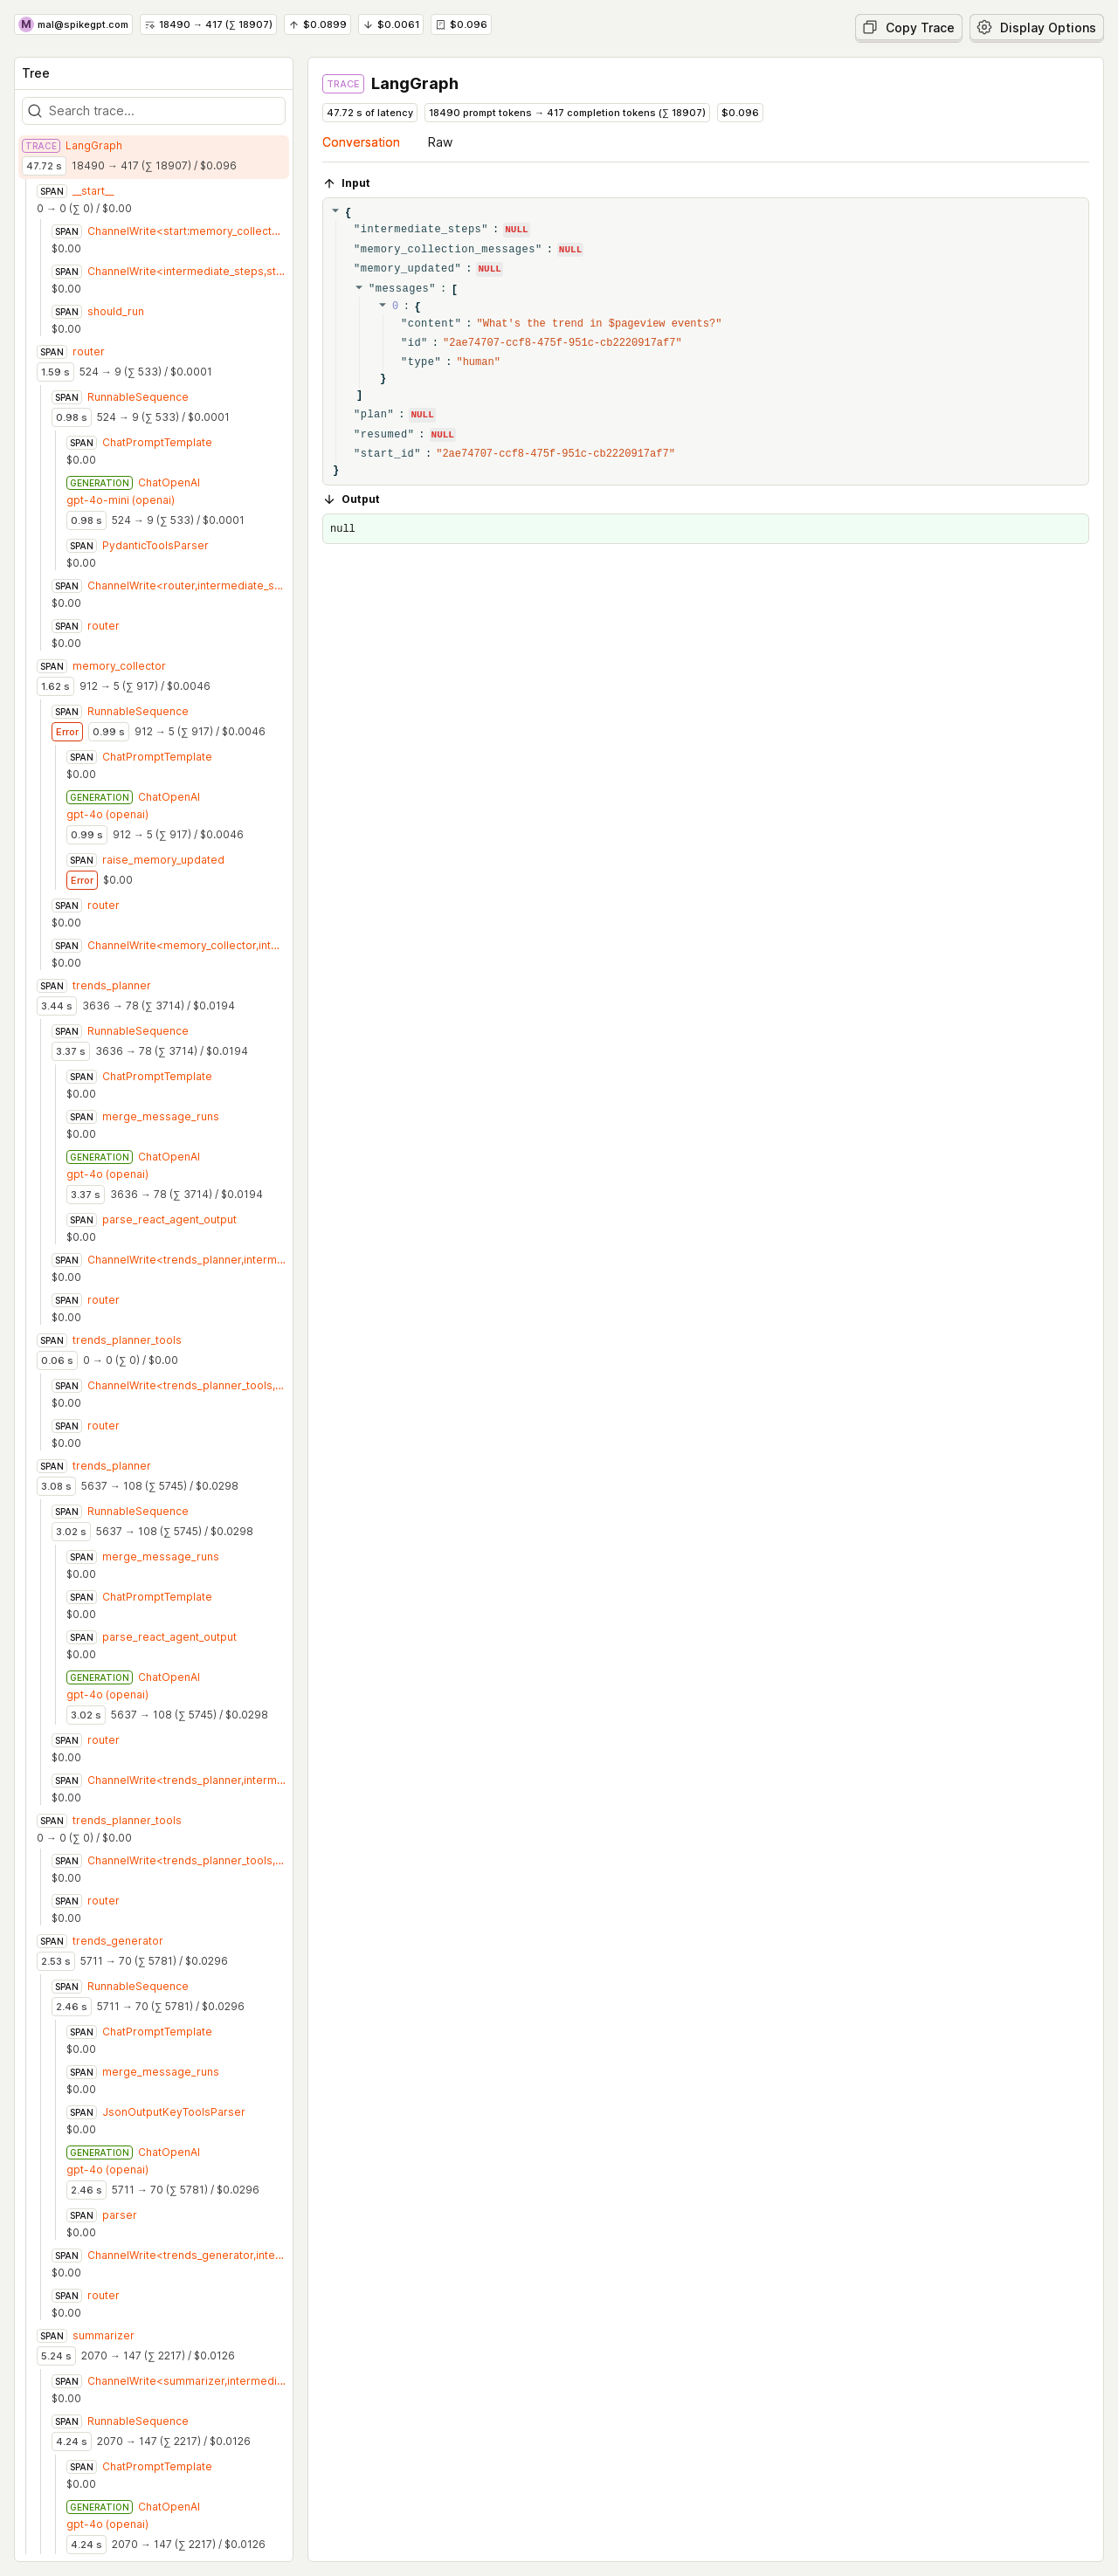 M mal@spikegpt.com 18490 → 417 (∑ 18907) ↑ $0.0899 ↓ $0.0061 $0.096 Copy Trace Display Options
Tree
Search trace...
TRACE LangGraph
47.72 s 18490 → 417 (∑ 18907) / $0.096
SPAN __start__
0 → 0 (∑ 0) / $0.00
SPAN ChannelWrite<start:memory_collect...
$0.00
SPAN ChannelWrite<intermediate_steps,st...
$0.00
SPAN should_run
$0.00
SPAN router
1.59 s 524 → 9 (∑ 533) / $0.0001
SPAN RunnableSequence
0.98 s 524 → 9 (∑ 533) / $0.0001
SPAN ChatPromptTemplate
$0.00
GENERATION ChatOpenAI
gpt-4o-mini (openai)
0.98 s 524 → 9 (∑ 533) / $0.0001
SPAN PydanticToolsParser
$0.00
SPAN ChannelWrite<router,intermediate_s...
$0.00
SPAN router
$0.00
SPAN memory_collector
1.62 s 912 → 5 (∑ 917) / $0.0046
SPAN RunnableSequence
Error 0.99 s 912 → 5 (∑ 917) / $0.0046
SPAN ChatPromptTemplate
$0.00
GENERATION ChatOpenAI
gpt-4o (openai)
0.99 s 912 → 5 (∑ 917) / $0.0046
SPAN raise_memory_updated
Error $0.00
SPAN router
$0.00
SPAN ChannelWrite<memory_collector,int...
$0.00
SPAN trends_planner
3.44 s 3636 → 78 (∑ 3714) / $0.0194
SPAN RunnableSequence
3.37 s 3636 → 78 (∑ 3714) / $0.0194
SPAN ChatPromptTemplate
$0.00
SPAN merge_message_runs
$0.00
GENERATION ChatOpenAI
gpt-4o (openai)
3.37 s 3636 → 78 (∑ 3714) / $0.0194
SPAN parse_react_agent_output
$0.00
SPAN ChannelWrite<trends_planner,interm...
$0.00
SPAN router
$0.00
SPAN trends_planner_tools
0.06 s 0 → 0 (∑ 0) / $0.00
SPAN ChannelWrite<trends_planner_tools,...
$0.00
SPAN router
$0.00
SPAN trends_planner
3.08 s 5637 → 108 (∑ 5745) / $0.0298
SPAN RunnableSequence
3.02 s 5637 → 108 (∑ 5745) / $0.0298
SPAN merge_message_runs
$0.00
SPAN ChatPromptTemplate
$0.00
SPAN parse_react_agent_output
$0.00
GENERATION ChatOpenAI
gpt-4o (openai)
3.02 s 5637 → 108 (∑ 5745) / $0.0298
SPAN router
$0.00
SPAN ChannelWrite<trends_planner,interm...
$0.00
SPAN trends_planner_tools
0 → 0 (∑ 0) / $0.00
SPAN ChannelWrite<trends_planner_tools,...
$0.00
SPAN router
$0.00
SPAN trends_generator
2.53 s 5711 → 70 (∑ 5781) / $0.0296
SPAN RunnableSequence
2.46 s 5711 → 70 (∑ 5781) / $0.0296
SPAN ChatPromptTemplate
$0.00
SPAN merge_message_runs
$0.00
SPAN JsonOutputKeyToolsParser
$0.00
GENERATION ChatOpenAI
gpt-4o (openai)
2.46 s 5711 → 70 (∑ 5781) / $0.0296
SPAN parser
$0.00
SPAN ChannelWrite<trends_generator,inte...
$0.00
SPAN router
$0.00
SPAN summarizer
5.24 s 2070 → 147 (∑ 2217) / $0.0126
SPAN ChannelWrite<summarizer,intermedi...
$0.00
SPAN RunnableSequence
4.24 s 2070 → 147 (∑ 2217) / $0.0126
SPAN ChatPromptTemplate
$0.00
GENERATION ChatOpenAI
gpt-4o (openai)
4.24 s 2070 → 147 (∑ 2217) / $0.0126
TRACE LangGraph
47.72 s of latency 18490 prompt tokens → 417 completion tokens (∑ 18907) $0.096
Conversation Raw
↑ Input
{
"intermediate_steps" : NULL
"memory_collection_messages" : NULL
"memory_updated" : NULL
"messages" : [
0 : {
"content" : "What's the trend in $pageview events?"
"id" : "2ae74707-ccf8-475f-951c-cb2220917af7"
"type" : "human"
}
]
"plan" : NULL
"resumed" : NULL
"start_id" : "2ae74707-ccf8-475f-951c-cb2220917af7"
}
↓ Output
null